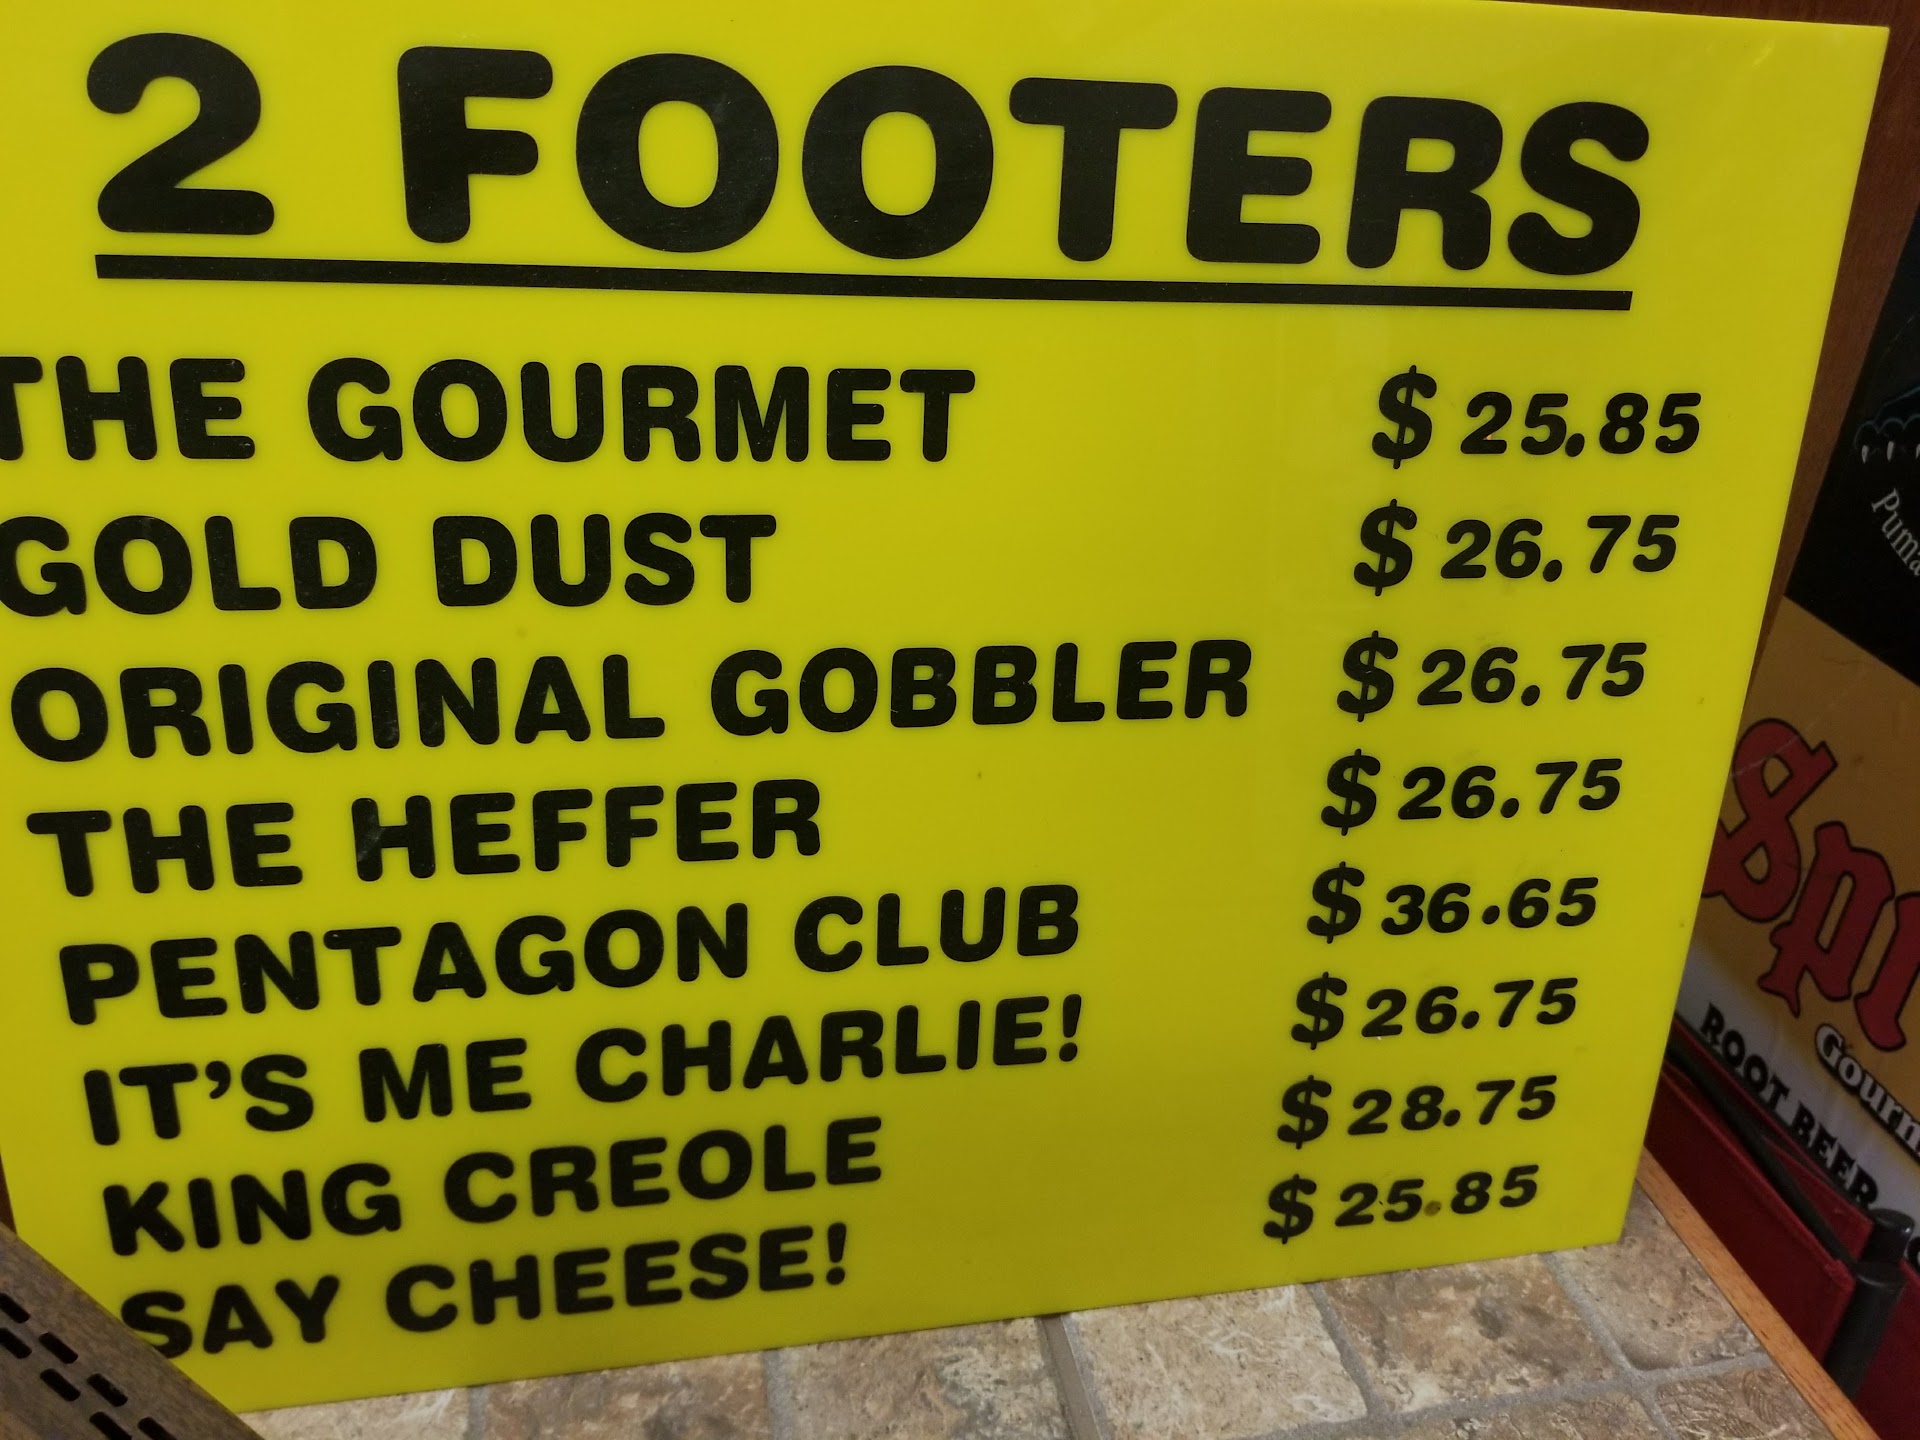 2 FOOTERS
THE GOURMET $ 25.85
GOLD DUST $ 26.75
ORIGINAL GOBBLER $ 26.75
THE HEFFER $ 26.75
PENTAGON CLUB $ 36.65
IT'S ME CHARLIE! $ 26.75
KING CREOLE $ 28.75
SAY CHEESE! $ 25.85
Puma
ROOT BEER